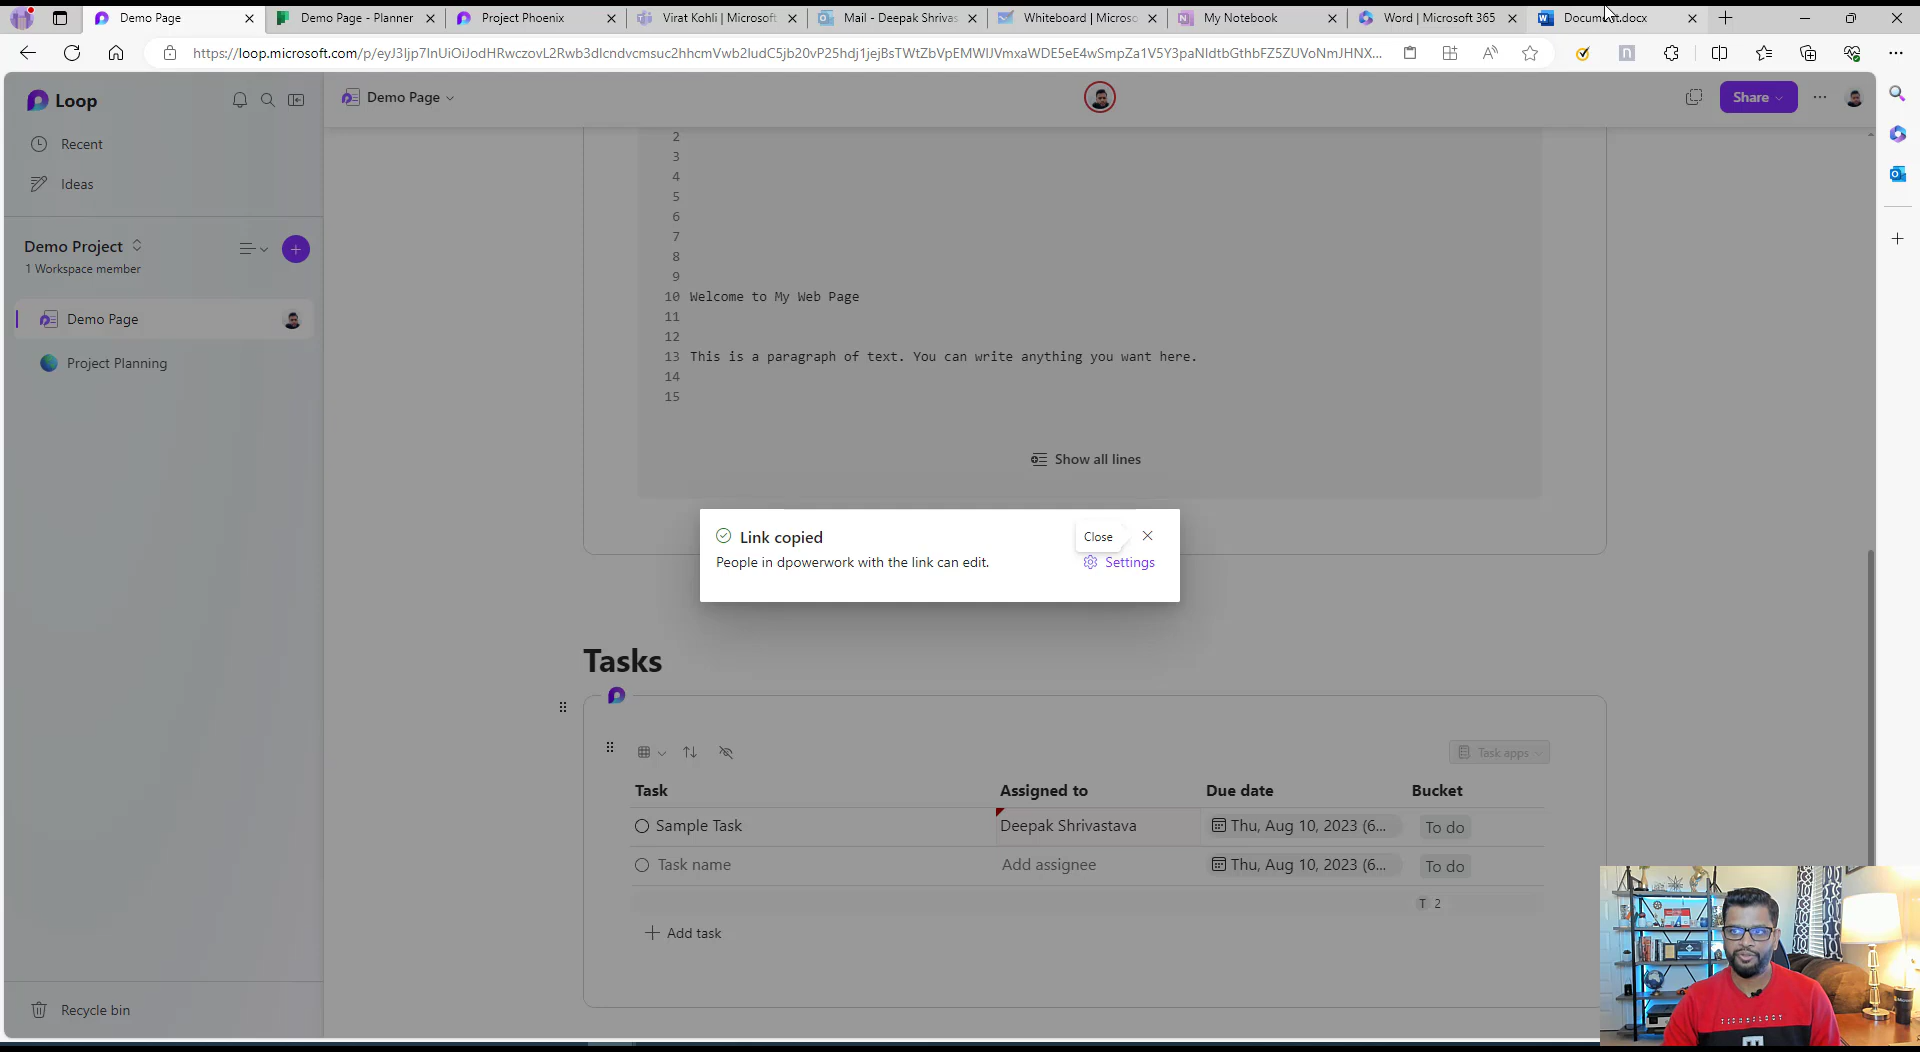 Demo Page
Demo Page - Planner
Project Phoenix
Virat Kohli | Microsoft
Mail - Deepak Shrivas
Whiteboard | Microso
My Notebook
Word | Microsoft 365
Document.docx
Loop
Demo Page
Share
Recent
Ideas
Demo Project
1 Workspace member
Demo Page
Project Planning
2
3
4
5
6
7
8
9
10 Welcome to My Web Page
11
12
13 This is a paragraph of text. You can write anything you want here.
14
15
Show all lines
Link copied
Close
People in dpowerwork with the link can edit.
Settings
Tasks
Task apps
Task Assigned to Due date Bucket
Sample Task Deepak Shrivastava Thu, Aug 10, 2023 (6... To do
Task name Add assignee Thu, Aug 10, 2023 (6... To do
T 2
Add task
Recycle bin